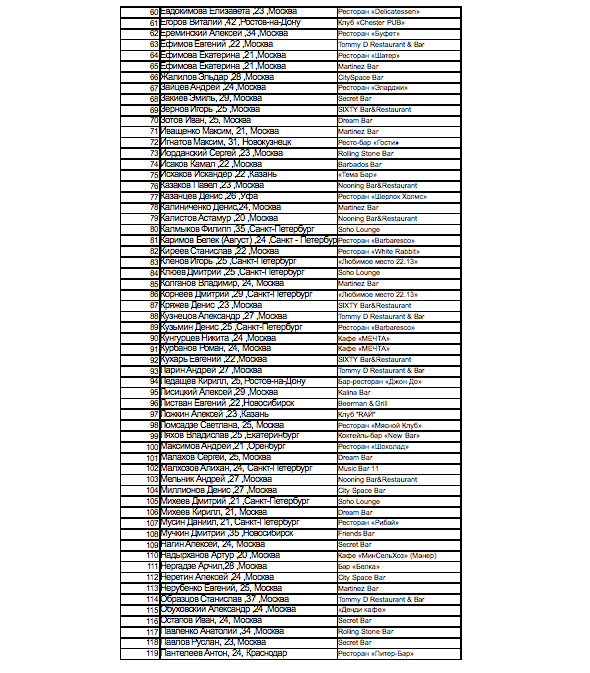 60 Евдокимова Елизавета ,23 ,Москва Ресторан «Delicatessen»
61 Егоров Виталий ,42 ,Ростов-на-Дону Клуб «Chester PUB»
62 Ереминский Алексей ,34 ,Москва Ресторан «Буфет»
63 Ефимов Евгений ,22 ,Москва Tommy D Restaurant & Bar
64 Ефимова Екатерина ,21 ,Москва Ресторан «Шатер»
65 Ефимова Екатерина ,21 ,Москва Martinez Bar
66 Жалилов Эльдар ,28 ,Москва CitySpace Bar
67 Зайцев Андрей ,24 ,Москва Ресторан «Эларджи»
68 Закиев Эмиль, 29, Москва Secret Bar
69 Зернов Игорь ,25 ,Москва SIXTY Bar&Restaurant
70 Зотов Иван, 25, Москва Dream Bar
71 Иващенко Максим, 21, Москва Martinez Bar
72 Игнатов Максим, 31, Новокузнецк Ресто-бар «Гости»
73 Иорданский Сергей ,23 ,Москва Rolling Stone Bar
74 Исаков Камал ,22 ,Москва Barbados Bar
75 Исхаков Искандер ,22 ,Казань «Тема Бар»
76 Казаков Павел ,23 ,Москва Nooning Bar&Restaurant
77 Казанцев Денис ,26 ,Уфа Ресторан «Шерлок Холмс»
78 Калиниченко Денис,24, Москва Martinez Bar
79 Калистов Астамур ,20 ,Москва Nooning Bar&Restaurant
80 Калмыков Филипп ,35 ,Санкт-Петербург Soho Lounge
81 Каримов Белек (Август) ,24 ,Санкт - Петербург Ресторан «Barbaresco»
82 Киреев Станислав ,22 ,Москва Ресторан «White Rabbit»
83 Кленов Игорь ,25 ,Санкт-Петербург «Любимое место 22.13»
84 Клюев Дмитрий ,25 ,Санкт-Петербург Soho Lounge
85 Колганов Владимир, 24, Москва Martinez Bar
86 Корнеев Дмитрий ,29 ,Санкт-Петербург «Любимое место 22.13»
87 Кряжев Денис ,23 ,Москва SIXTY Bar&Restaurant
88 Кузнецов Александр ,27 ,Москва Tommy D Restaurant & Bar
89 Кузьмин Денис ,25 ,Санкт-Петербург Ресторан «Barbaresco»
90 Кунгурцев Никита ,24 ,Москва Кафе «МЕЧТА»
91 Курбанов Роман, 24, Москва Кафе «МЕЧТА»
92 Кухарь Евгений ,22 ,Москва SIXTY Bar&Restaurant
93 Ларин Андрей ,27 ,Москва Tommy D Restaurant & Bar
94 Ледащев Кирилл, 25, Ростов-на-Дону Бар-ресторан «Джон До»
95 Лисицкий Алексей ,29 ,Москва Kalina Bar
96 Листван Евгений ,22 ,Новосибирск Beerman & Grill
97 Ложкин Алексей ,23 ,Казань Клуб "РАЙ"
98 Ломсадзе Светлана, 25, Москва Ресторан «Мясной Клуб»
99 Ляхов Владислав ,25 ,Екатеринбург Коктейль-бар «New Bar»
100 Максимов Андрей ,21 ,Оренбург Ресторан «Шоколад»
101 Малахов Сергей, 25, Москва Dream Bar
102 Малхозов Алихан, 24, Санкт-Петербург Music Bar 11
103 Мельник Андрей ,27 ,Москва Nooning Bar&Restaurant
104 Миллионов Денис ,27 ,Москва City Space Bar
105 Михеев Дмитрий ,21 ,Санкт-Петербург Soho Lounge
106 Михеев Кирилл, 21, Москва Dream Bar
107 Мусин Даниил, 21, Санкт-Петербург Ресторан «Рибай»
108 Мучкин Дмитрий ,35 ,Новосибирск Friends Bar
109 Нагин Алексей, 24, Москва Secret Bar
110 Надырханов Артур ,20 ,Москва Кафе «МинСельХоз» (Манер)
111 Нергадзе Арчил,28 ,Москва Бар «Белка»
112 Неретин Алексей ,24 ,Москва City Space Bar
113 Нерубенко Евгений, 25, Москва Martinez Bar
114 Образцов Станислав ,37 ,Москва Tommy D Restaurant & Bar
115 Обуховский Александр ,24 ,Москва «Денди кафе»
116 Остапов Иван, 24, Москва Secret Bar
117 Павленко Анатолий ,34 ,Москва Rolling Stone Bar
118 Павлов Руслан, 23, Москва Secret Bar
119 Пантелеев Антон, 24, Краснодар Ресторан «Питер-Бар»